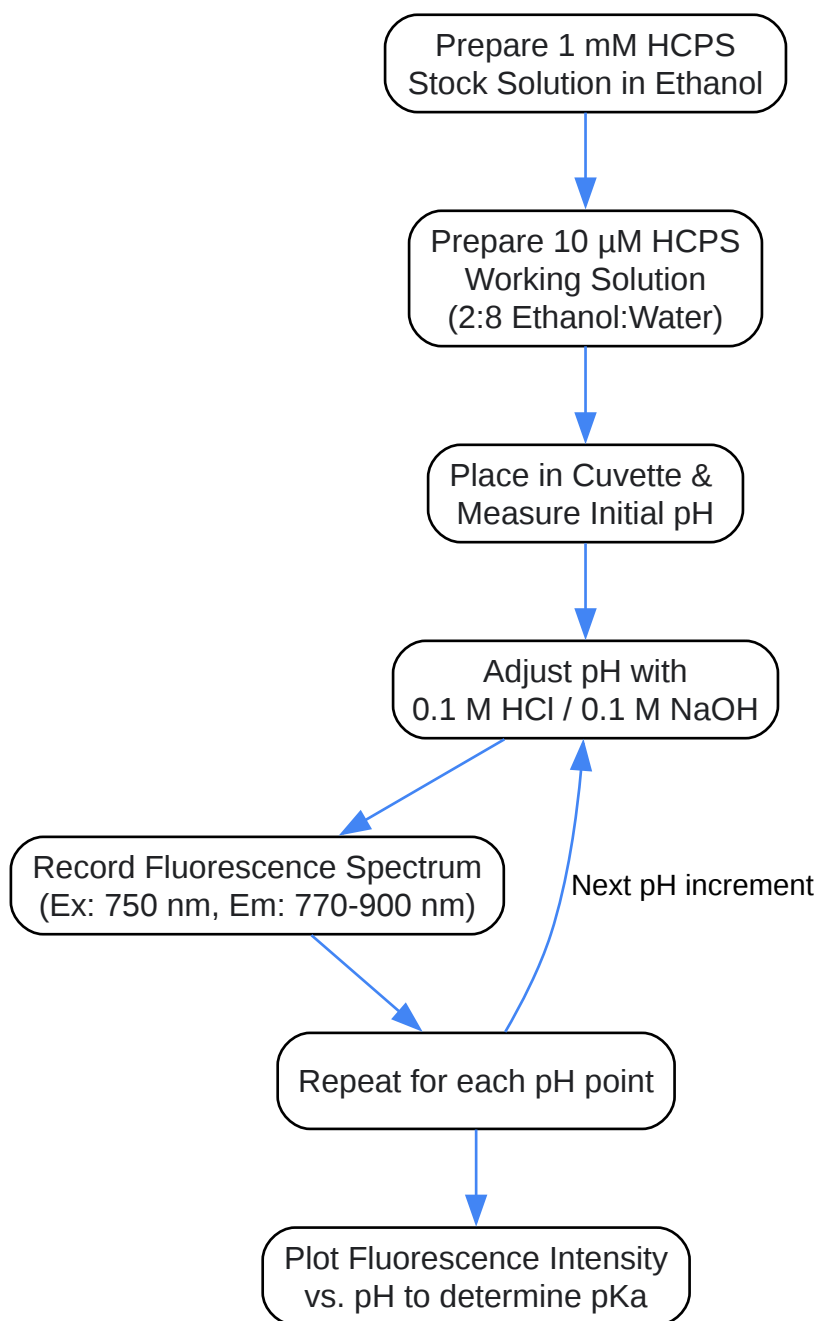 Prepare 1 mM HCPS
Stock Solution in Ethanol
Prepare 10 µM HCPS
Working Solution
(2:8 Ethanol:Water)
Place in Cuvette &
Measure Initial pH
Adjust pH with
0.1 M HCl / 0.1 M NaOH
Record Fluorescence Spectrum
(Ex: 750 nm, Em: 770-900 nm)
Next pH increment
Repeat for each pH point
Plot Fluorescence Intensity
vs. pH to determine pKa